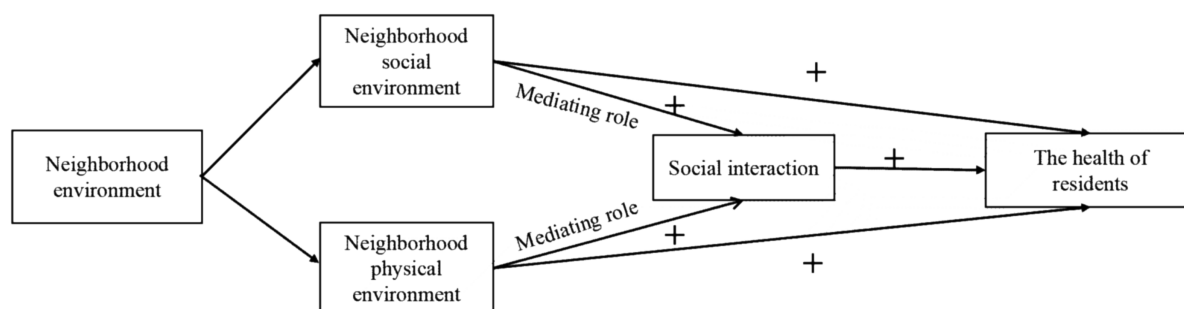 Neighborhood
environment
Neighborhood
social
environment
Neighborhood
physical
environment
Mediating role
+
+
Mediating role
+
+
Social interaction
+
The health of
residents